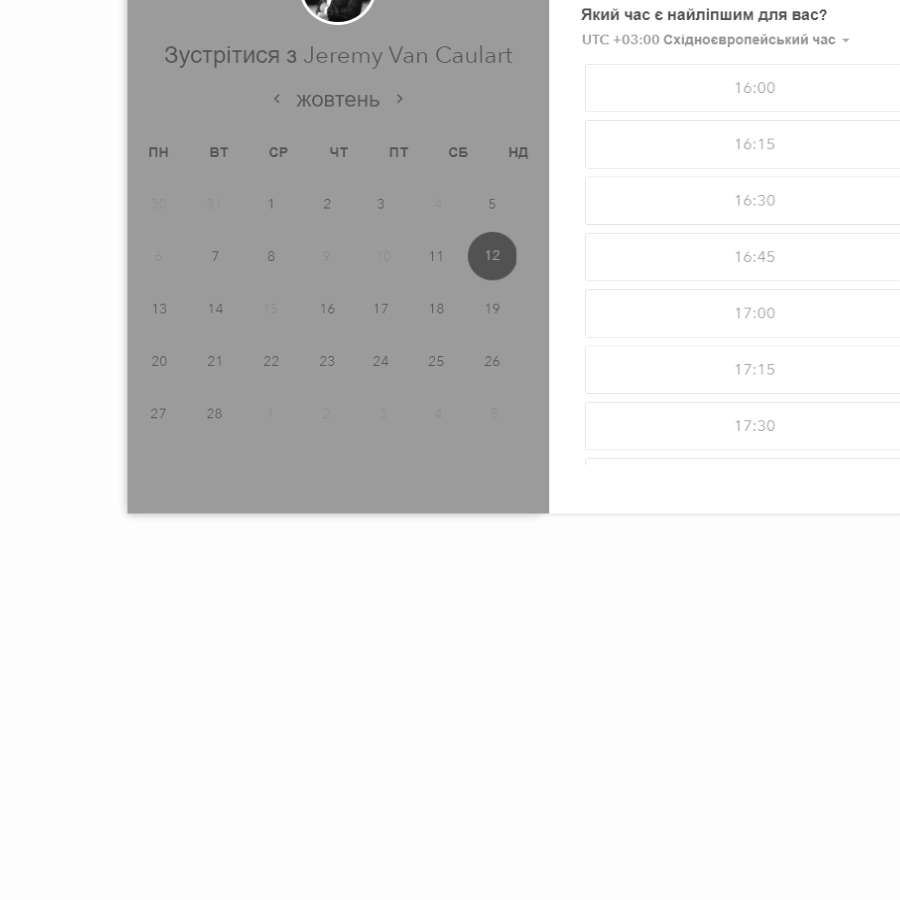 Зустрітися з Jeremy Van Caulart
‹ жовтень ›
ПН ВТ СР ЧТ ПТ СБ НД
30 31 1 2 3 4 5
6 7 8 9 10 11 12
13 14 15 16 17 18 19
20 21 22 23 24 25 26
27 28 1 2 3 4 5
Який час є найліпшим для вас?
UTC +03:00 Східноєвропейський час
16:00
16:15
16:30
16:45
17:00
17:15
17:30